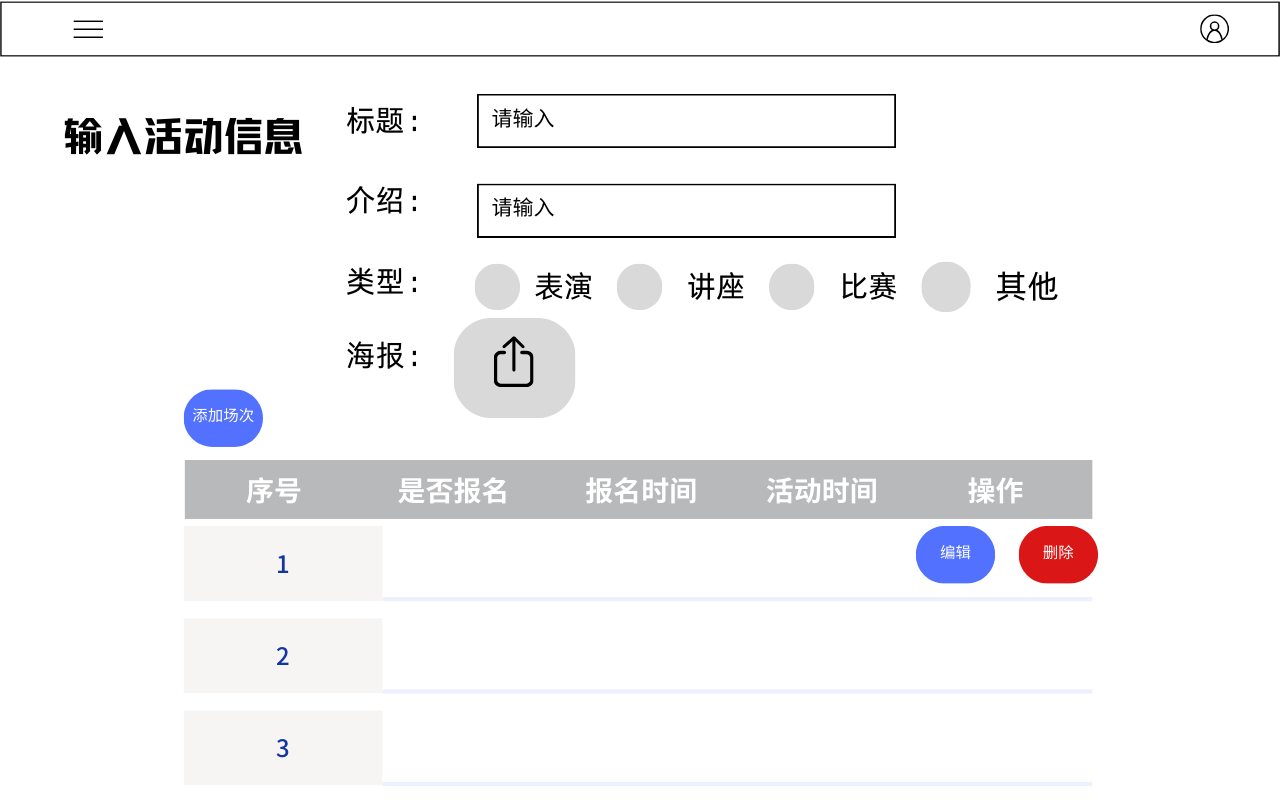 输入活动信息
标题：
请输入
介绍：
请输入
类型：
表演 讲座 比赛 其他
海报：
添加场次
序号 是否报名 报名时间 活动时间 操作
1 编辑 删除
2
3